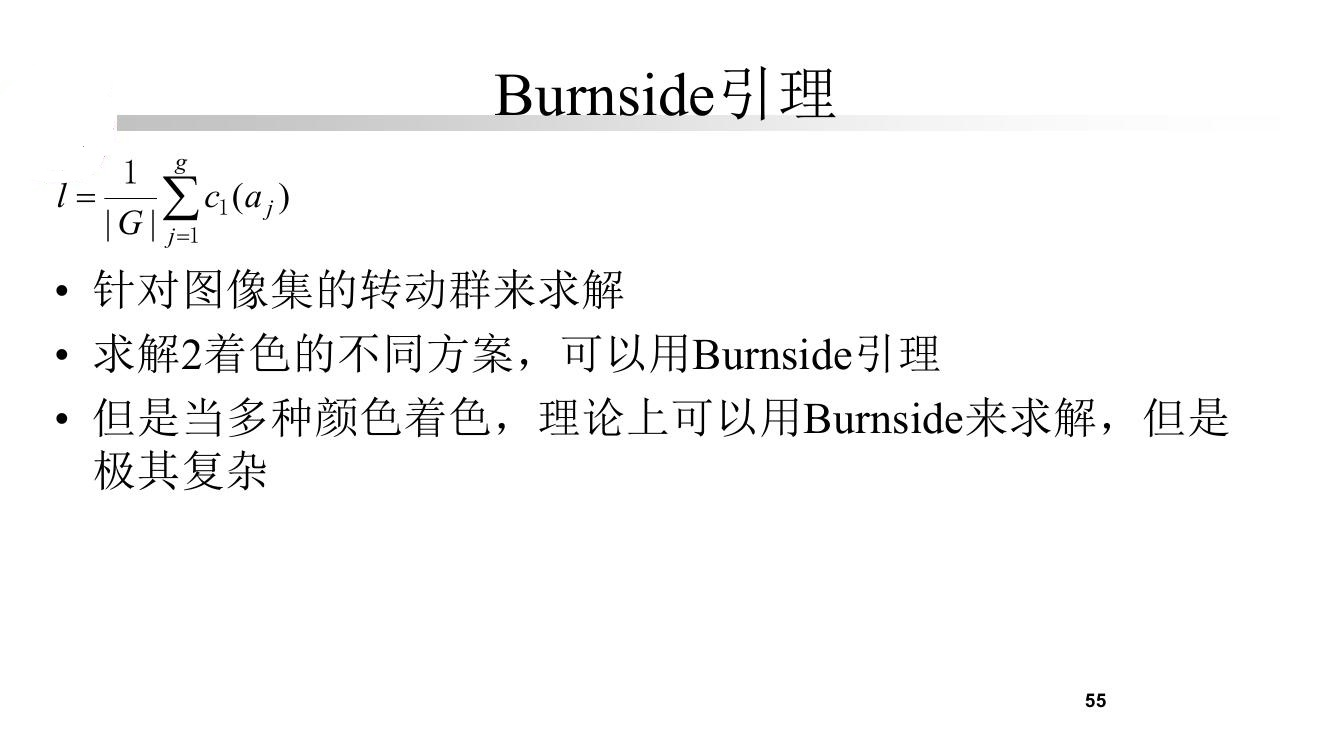 Burnside引理
l = \frac{1}{|G|} \sum_{j=1}^{g} c_1(a_j)
• 针对图像集的转动群来求解
• 求解2着色的不同方案，可以用Burnside引理
• 但是当多种颜色着色，理论上可以用Burnside来求解，但是
极其复杂
55